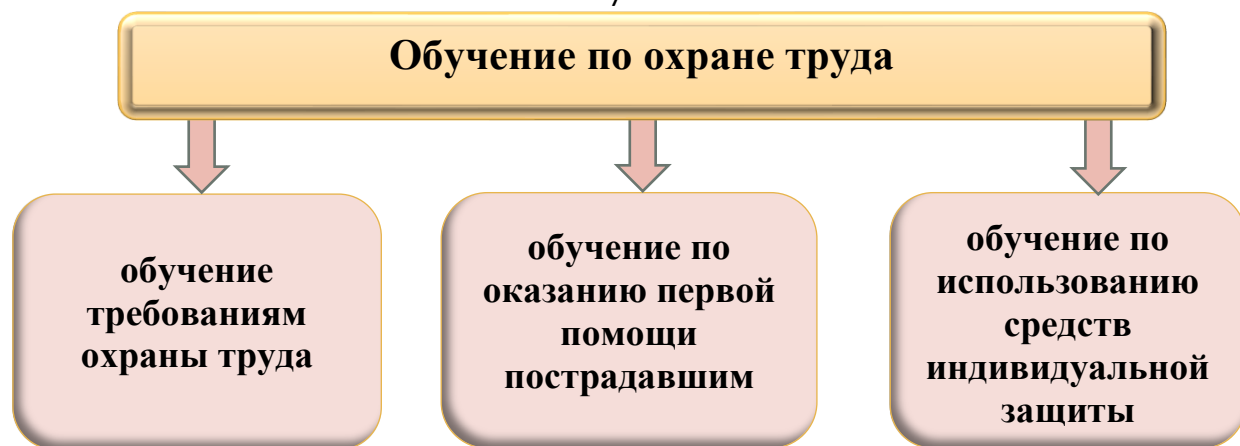 Обучение по охране труда
обучение
требованиям
охраны труда
обучение по
оказанию первой
помощи
пострадавшим
обучение по
использованию
средств
индивидуальной
защиты